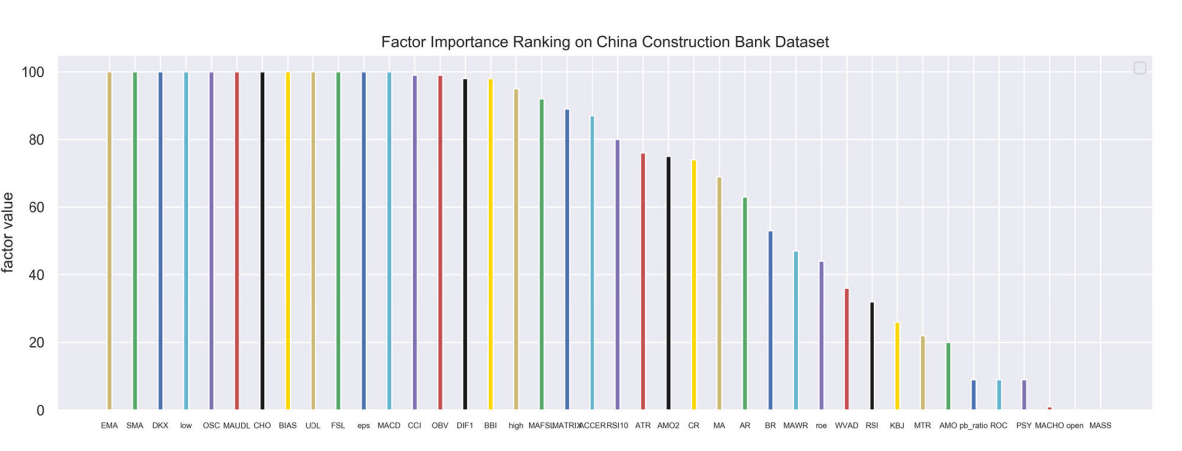 Factor Importance Ranking on China Construction Bank Dataset
factor value
100
80
60
40
20
0
EMA SMA DKX low OSC MAUDL CHO BIAS UDL FSL eps MACD CCI OBV DIF1 BBI high MAFSL MATRIX ACCER RSI10 ATR AMO2 CR MA AR BR MAWR roe WVAD RSI KBJ MTR AMO pb_ratio ROC PSY MACHO open MASS